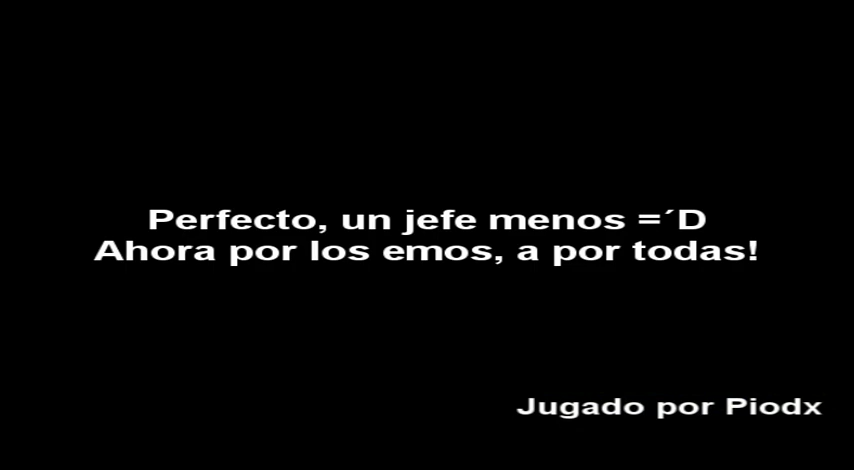 Perfecto, un jefe menos =´D
Ahora por los emos, a por todas!
Jugado por Piodx